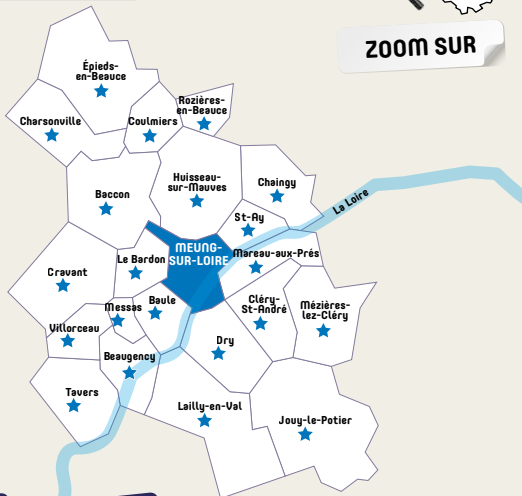 ZOOM SUR
Épieds-
en-Beauce
Rozières-
en-Beauce
Charsonville
Coulmiers
Huisseau-
sur-Mauves
Chaingy
Baccon
La Loire
St-Ay
MEUNG-
SUR-LOIRE
Mareau-aux-Prés
Le Bardon
Cravant
Messas
Baule
Cléry-
St-André
Mézières-
lez-Cléry
Villorceau
Dry
Beaugency
Tavers
Lailly-en-Val
Jouy-le-Potier